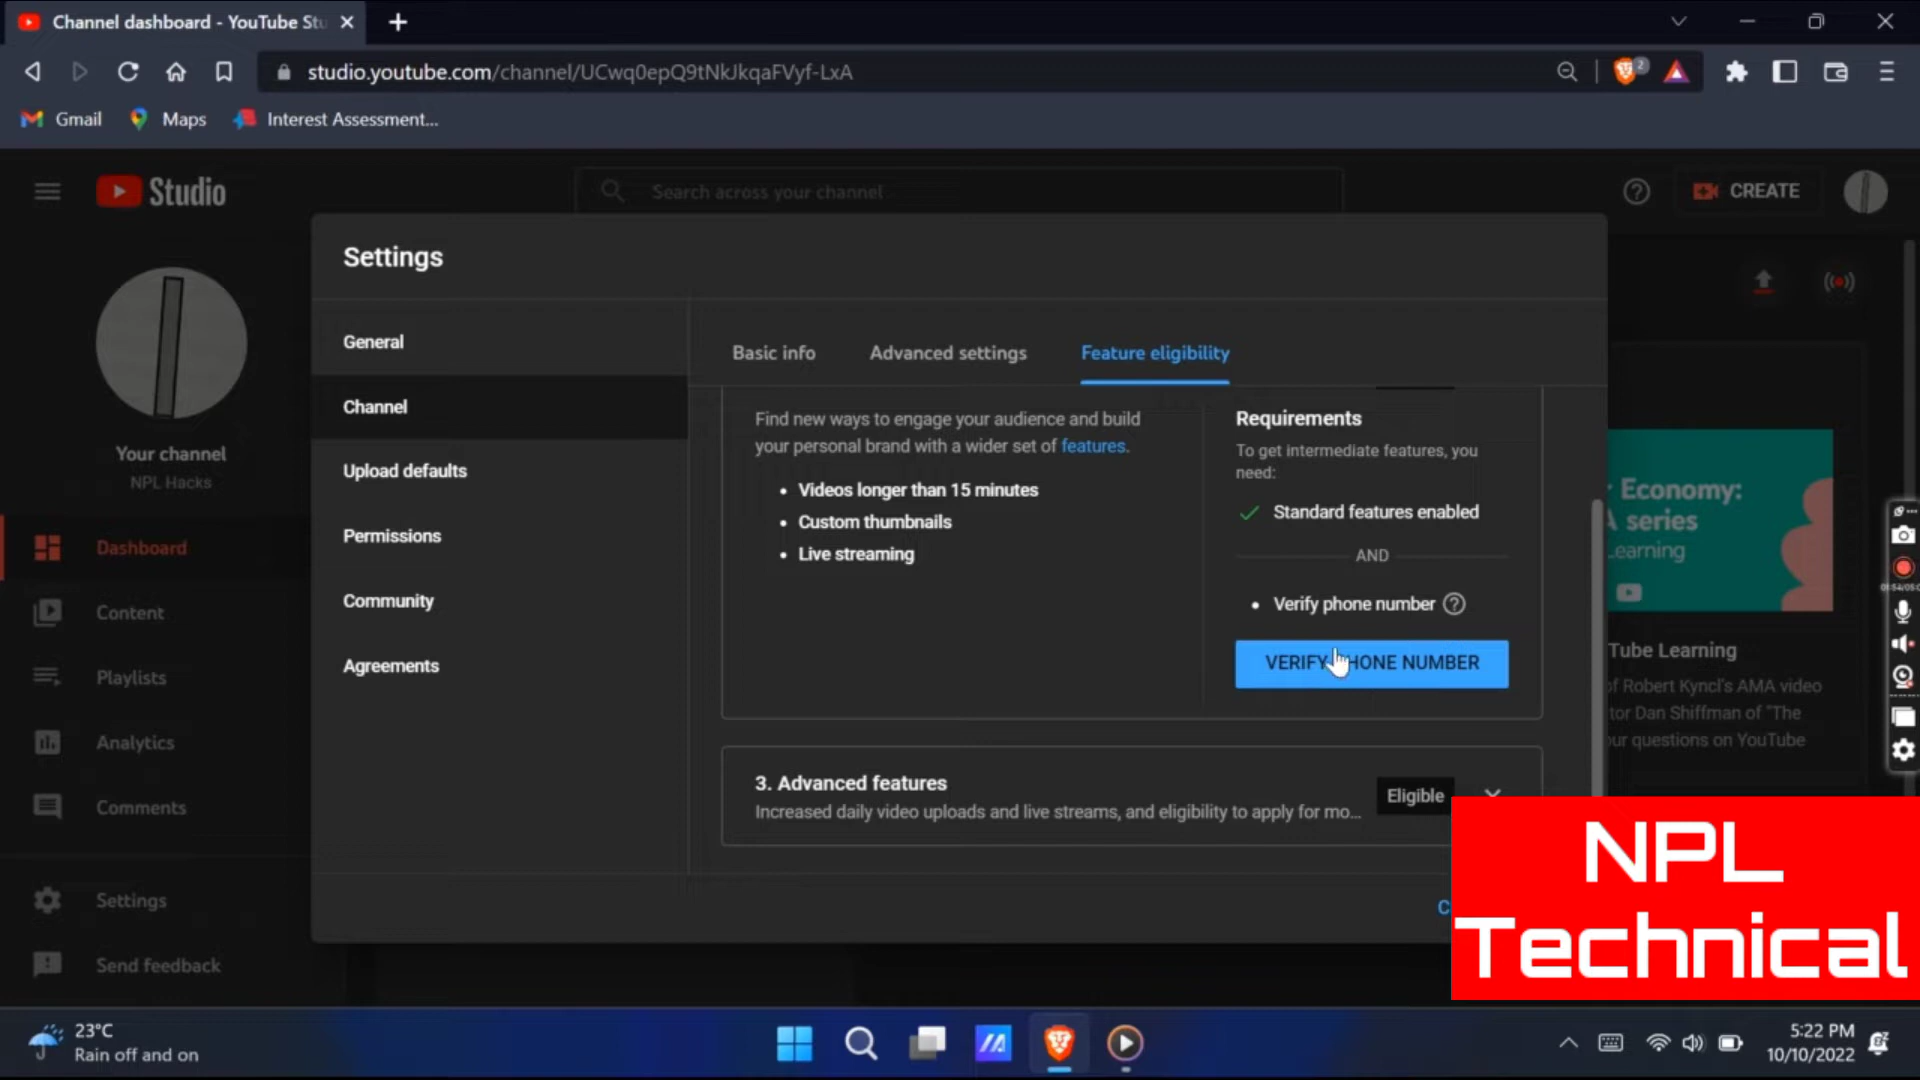 Channel dashboard - YouTube Stu
studio.youtube.com/channel/UCwq0epQ9tNkJkqaFVyf-LxA
2
Gmail
Maps
Interest Assessment...
Studio
Search across your channel
CREATE
Settings
Your channel
NPL Hacks
Dashboard
Content
Playlists
Analytics
Comments
Settings
Send feedback
General
Channel
Upload defaults
Permissions
Community
Agreements
Basic info
Advanced settings
Feature eligibility
Find new ways to engage your audience and build
your personal brand with a wider set of features.
• Videos longer than 15 minutes
• Custom thumbnails
• Live streaming
Requirements
To get intermediate features, you
need:
Standard features enabled
AND
• Verify phone number
VERIFY PHONE NUMBER
3. Advanced features
Increased daily video uploads and live streams, and eligibility to apply for mo...
Eligible
Economy:
series
earning
Tube Learning
of Robert Kyncl's AMA video
tor Dan Shiffman of "The
ur questions on YouTube
NPL
Technical
23°C
Rain off and on
5:22 PM
10/10/2022